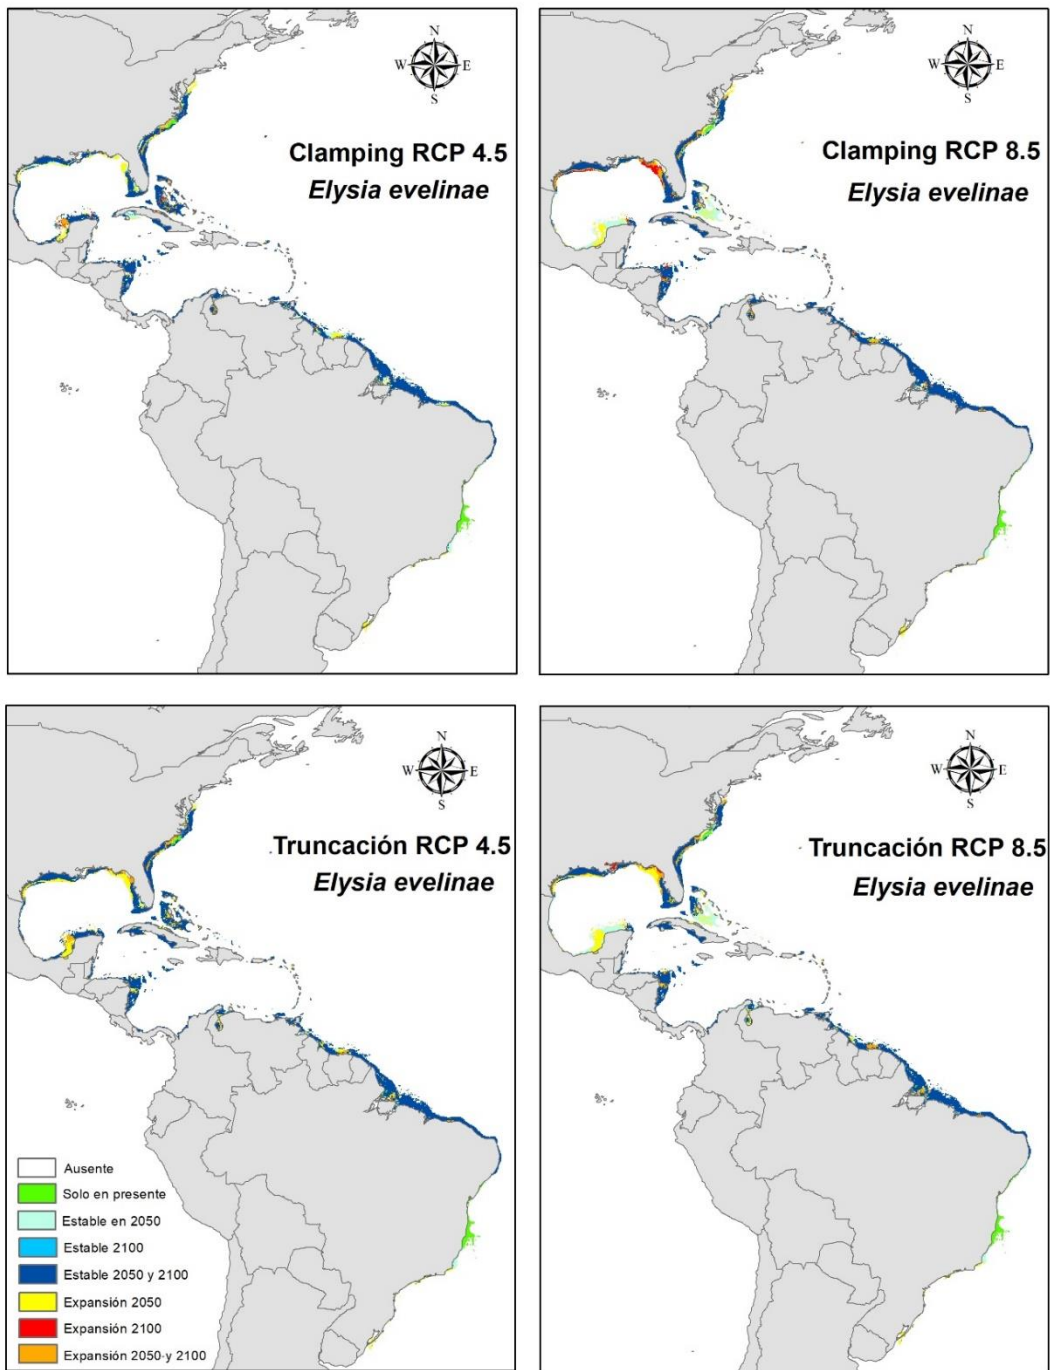 N
W E
S
Clamping RCP 4.5
Elysia evelinae
N
W E
S
Clamping RCP 8.5
Elysia evelinae
N
W E
S
Truncación RCP 4.5
Elysia evelinae
Ausente
Solo en presente
Estable en 2050
Estable 2100
Estable 2050 y 2100
Expansión 2050
Expansión 2100
Expansión 2050 y 2100
N
W E
S
Truncación RCP 8.5
Elysia evelinae